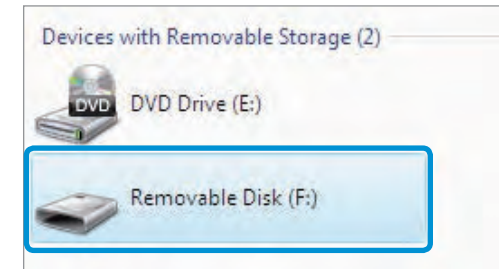 Devices with Removable Storage (2)
DVD
DVD Drive (E:)
Removable Disk (F:)